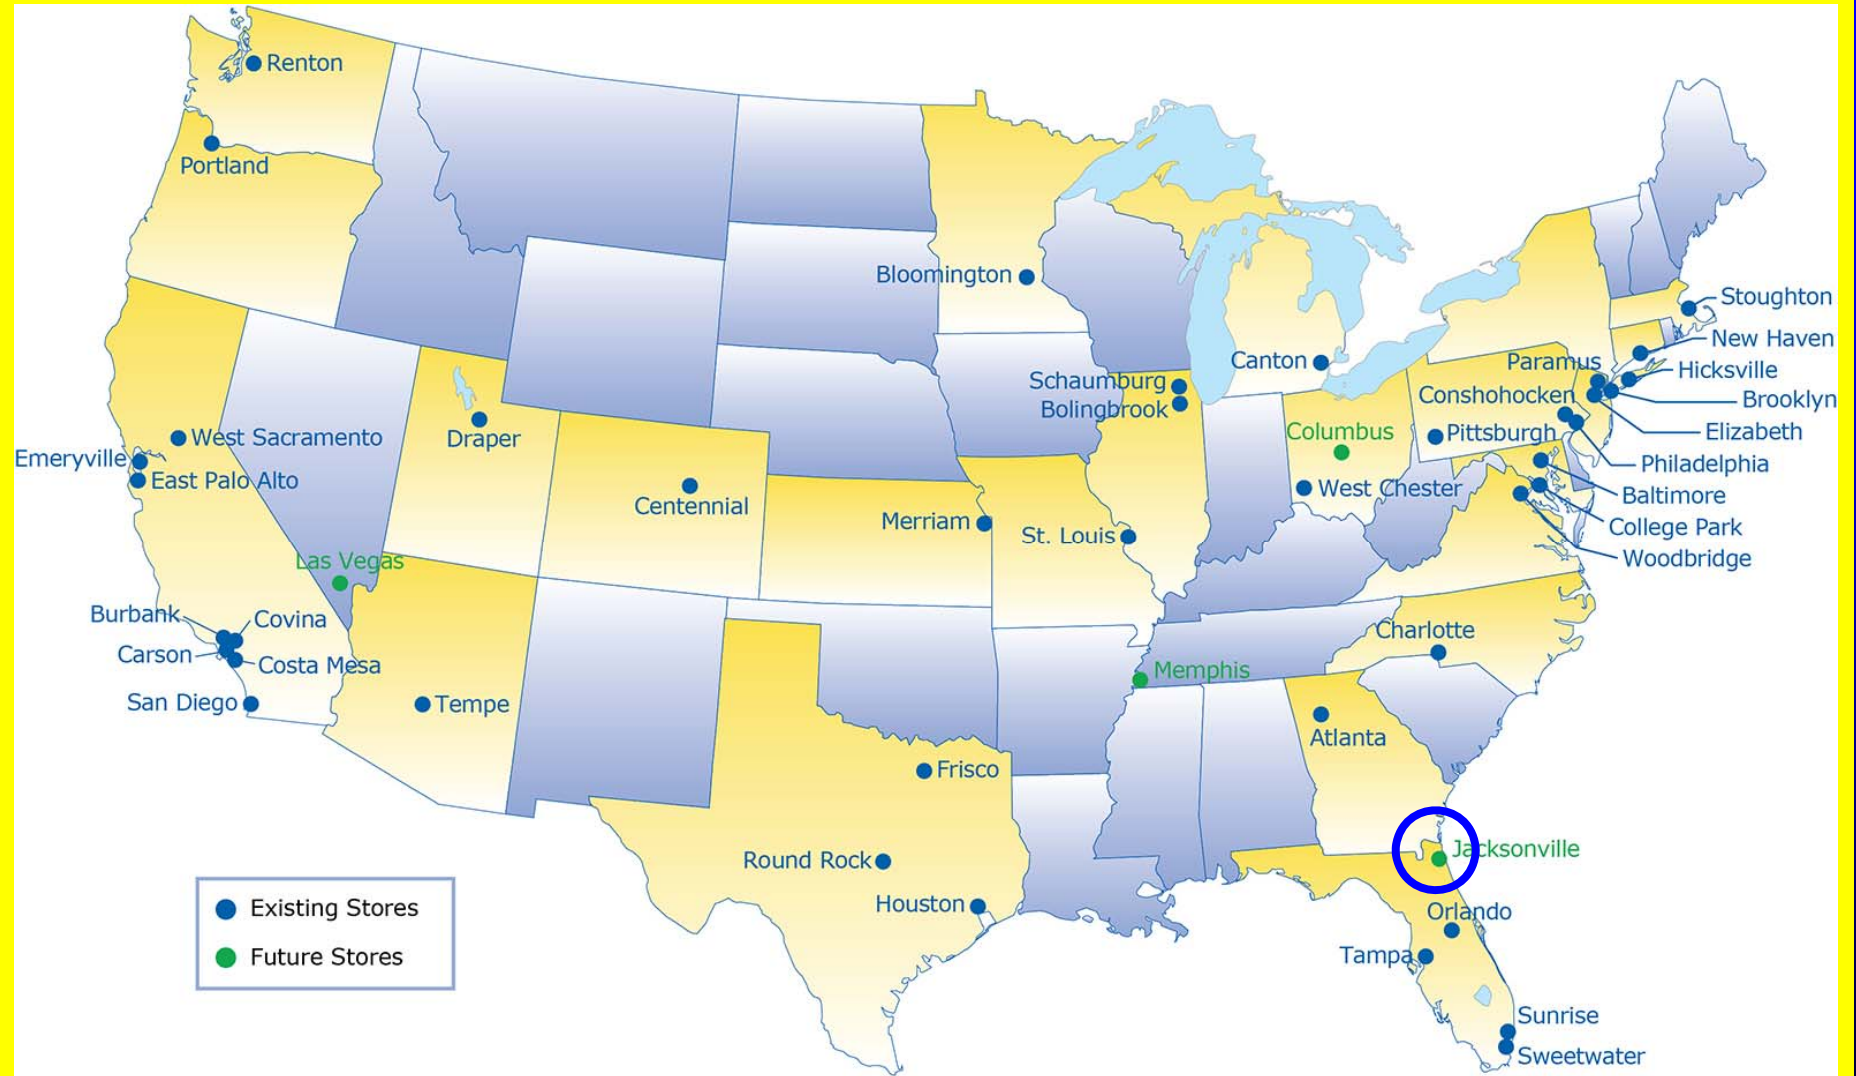 Renton
Portland
Bloomington
Stoughton
New Haven
Canton
Paramus
Hicksville
Schaumburg
Conshohocken
Brooklyn
Bolingbrook
Columbus
Elizabeth
Pittsburgh
West Sacramento
Draper
Emeryville
Philadelphia
East Palo Alto
West Chester
Baltimore
Centennial
Merriam
College Park
St. Louis
Woodbridge
Las Vegas
Burbank
Covina
Charlotte
Carson
Costa Mesa
Memphis
San Diego
Tempe
Atlanta
Frisco
Jacksonville
Round Rock
Houston
Orlando
Existing Stores
Tampa
Future Stores
Sunrise
Sweetwater